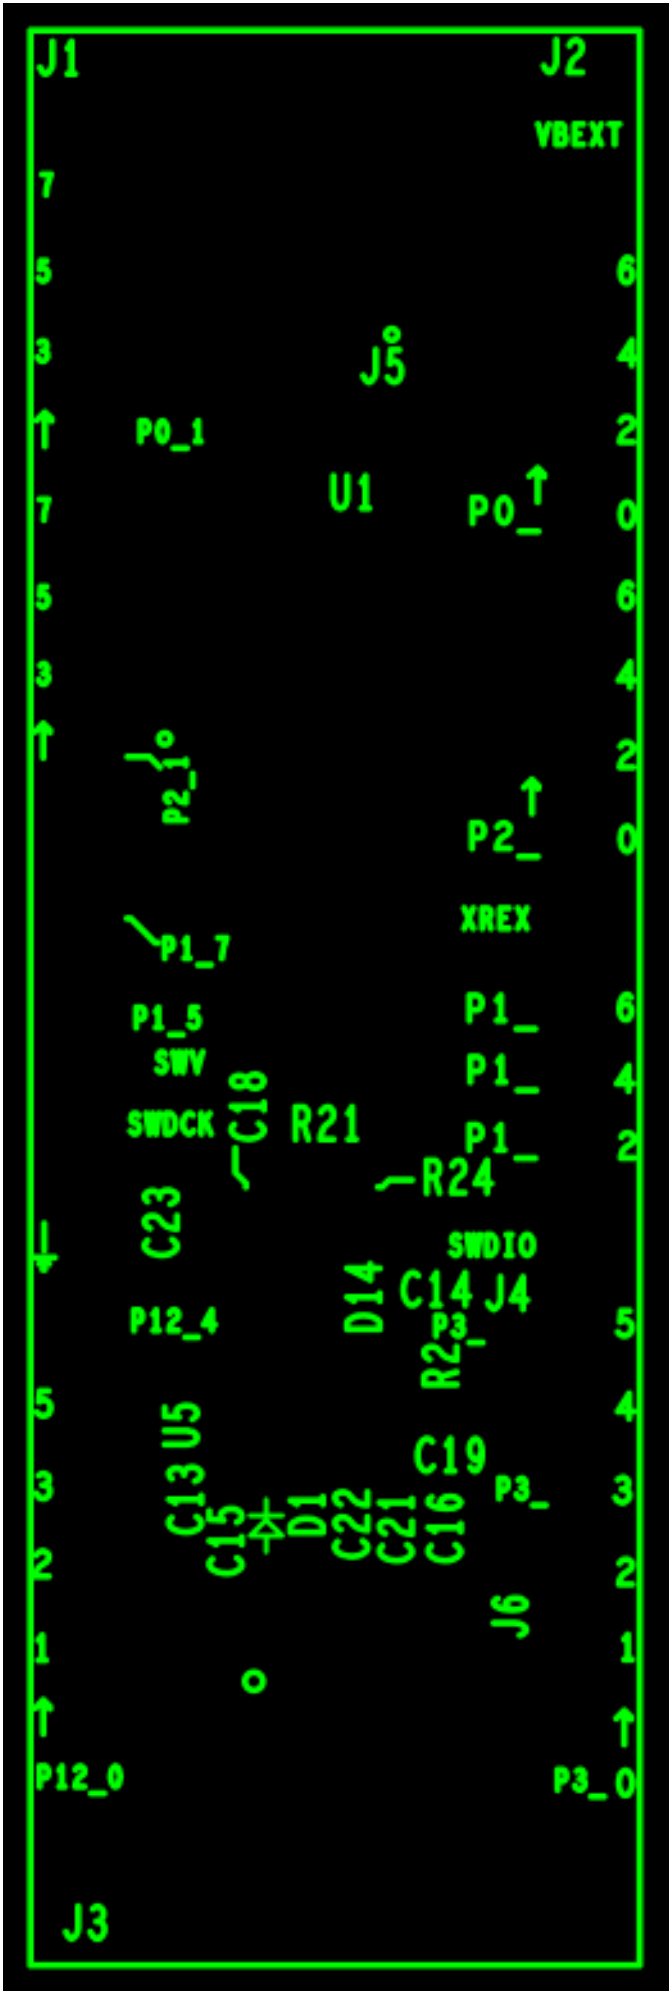 J1 J2
VBEXT
7
5 6
J5
3 4
P0_1 2
U1
7 P0_ 0
5 6
3 4
2
P2_1
P2_ 0
XREX
P1_7
P1_5 P1_ 6
SWV
P1_ 4
C18
SWDCK R21
P1_ 2
R24
C23
SWDIO
D14 C14 J4
P12_4 P3_ 5
R2
5 U5 4
C19
3 P3_ 3
C13 C15 D1 C22 C21 C16
2 2
J6
1 1
P12_0 P3_0
J3